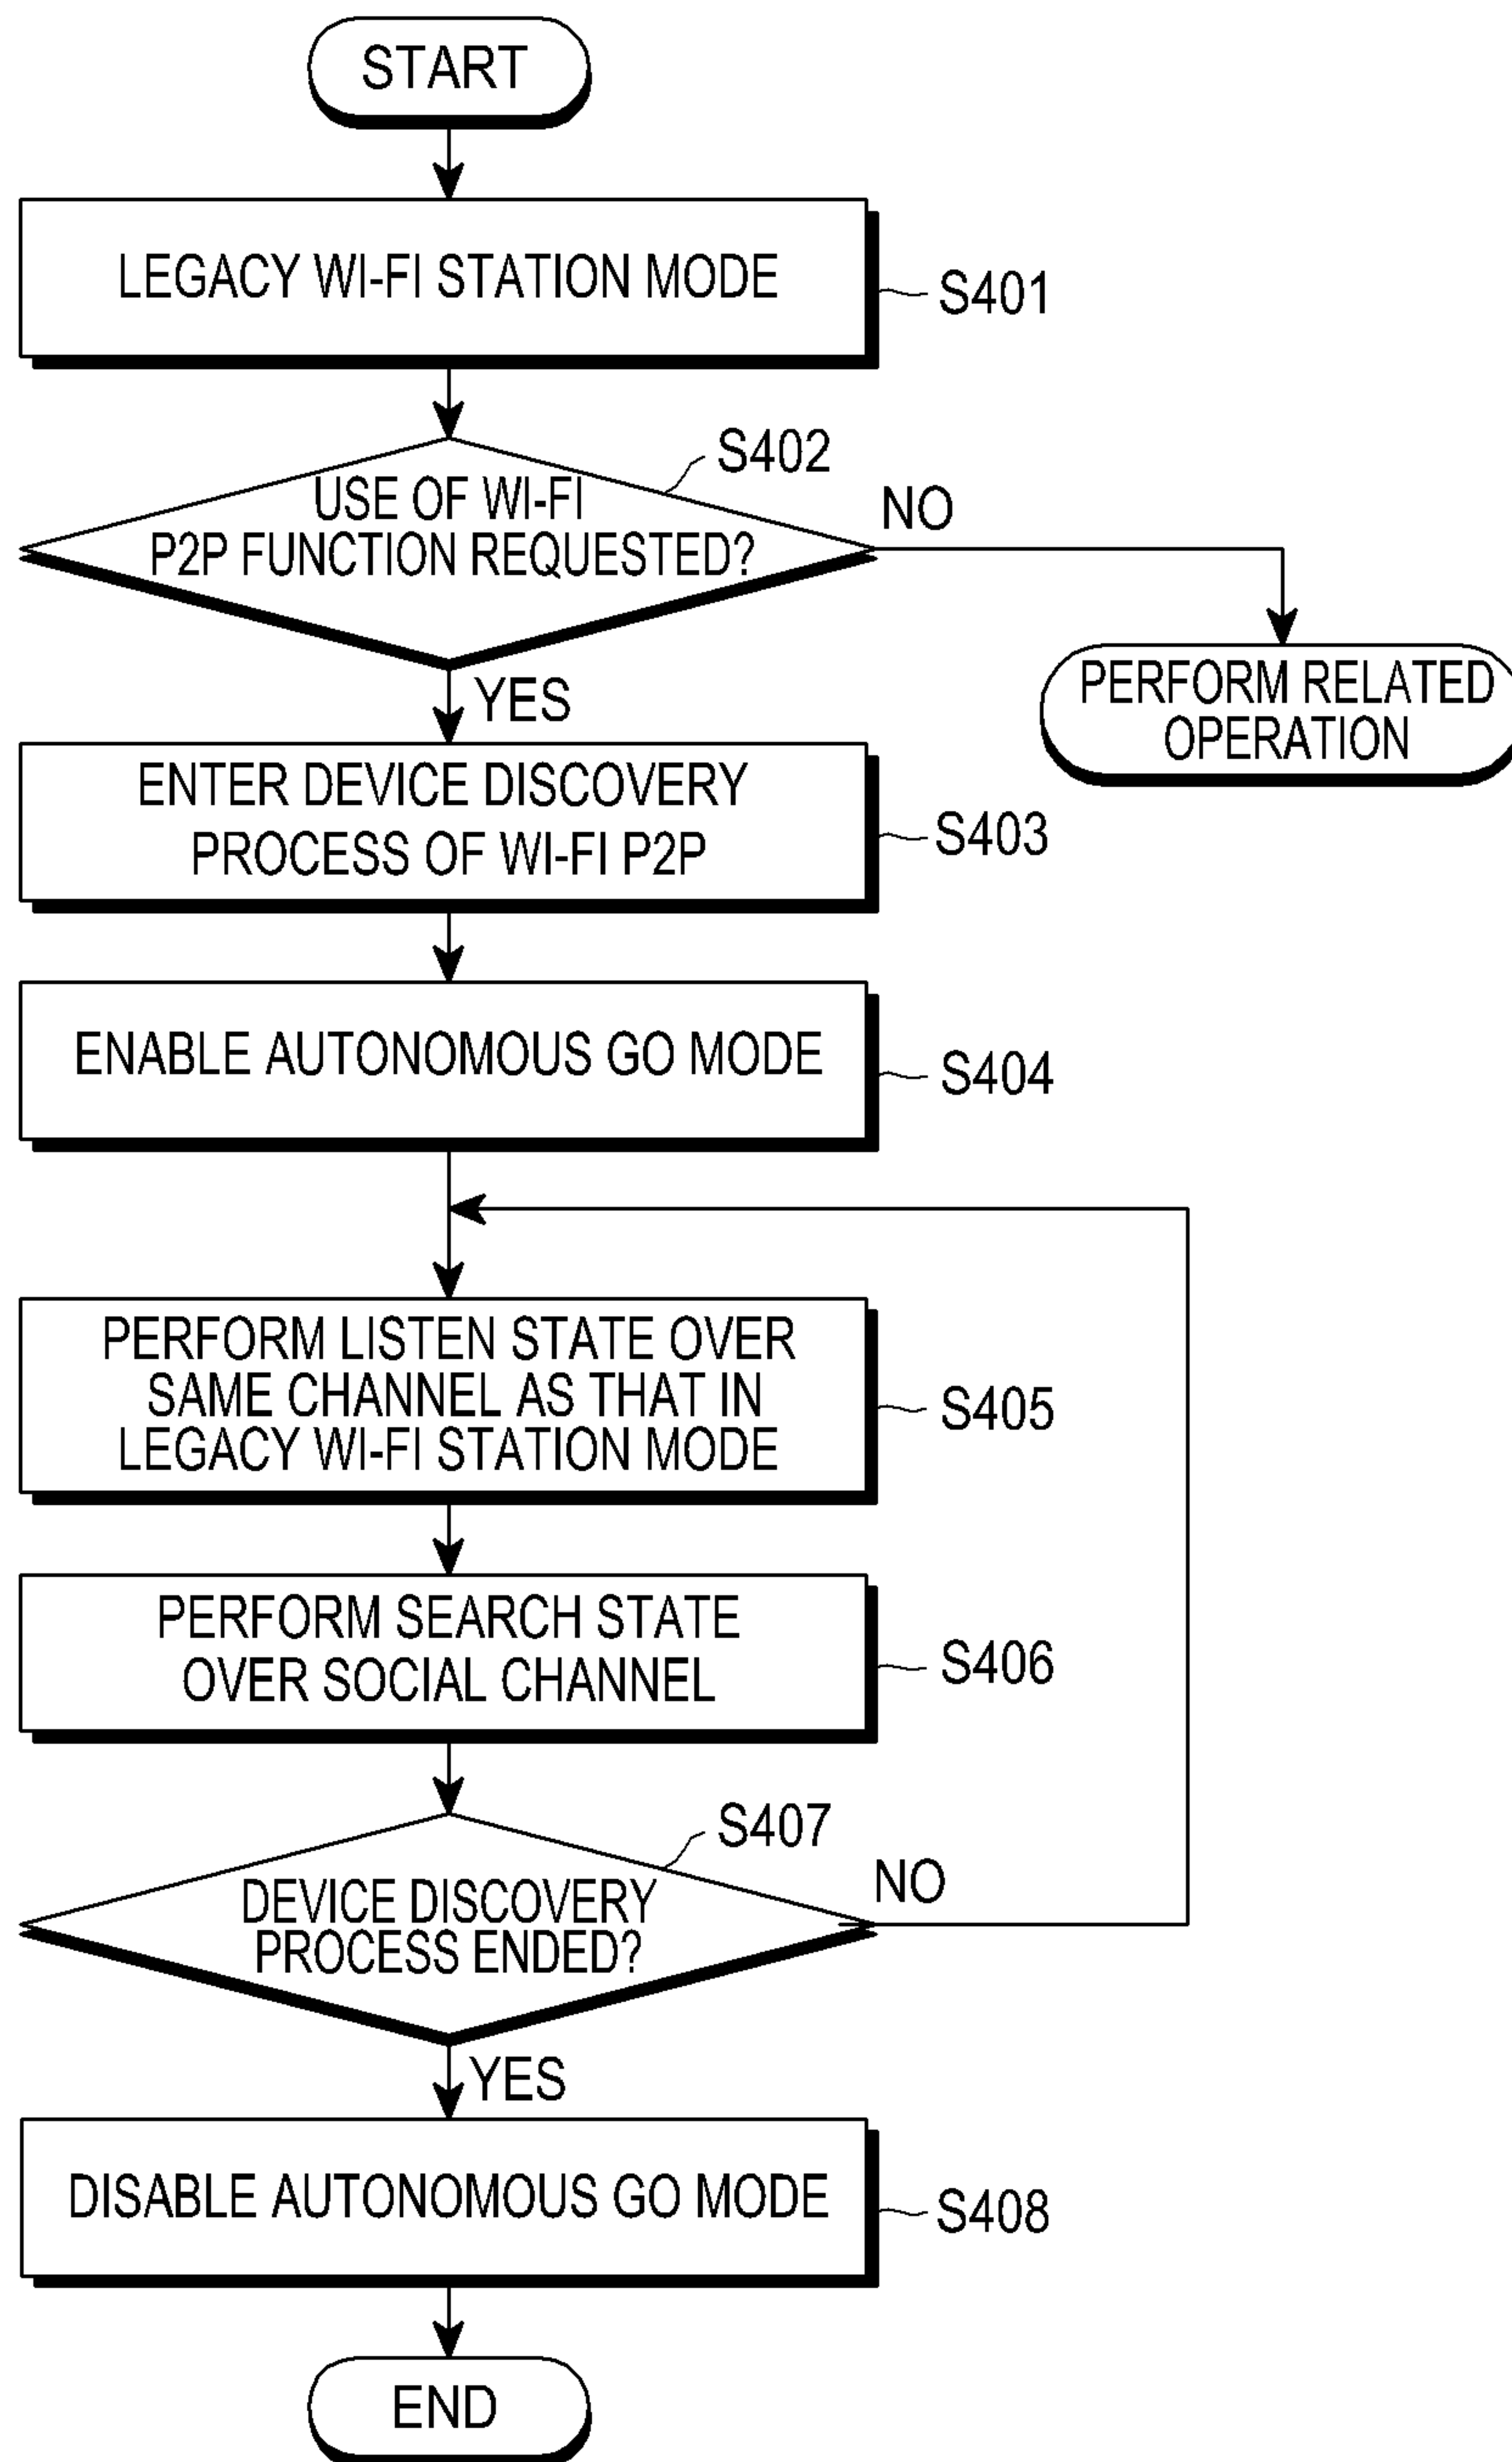 START
LEGACY WI-FI STATION MODE
S401
S402
USE OF WI-FI
P2P FUNCTION REQUESTED?
NO
PERFORM RELATED
OPERATION
YES
ENTER DEVICE DISCOVERY
PROCESS OF WI-FI P2P
S403
ENABLE AUTONOMOUS GO MODE
S404
PERFORM LISTEN STATE OVER
SAME CHANNEL AS THAT IN
LEGACY WI-FI STATION MODE
S405
PERFORM SEARCH STATE
OVER SOCIAL CHANNEL
S406
S407
DEVICE DISCOVERY
PROCESS ENDED?
NO
YES
DISABLE AUTONOMOUS GO MODE
S408
END